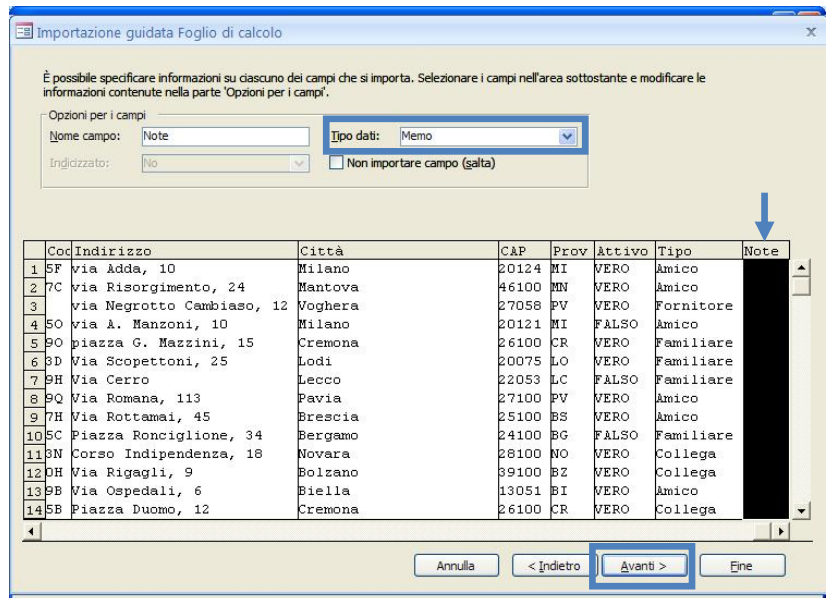 Importazione guidata Foglio di calcolo
È possibile specificare informazioni su ciascuno dei campi che si importa. Selezionare i campi nell'area sottostante e modificare le
informazioni contenute nella parte 'Opzioni per i campi'.
Opzioni per i campi
Nome campo: Note Tipo dati: Memo
Indicizzato: No Non importare campo (salta)
Cod Indirizzo Città CAP Prov Attivo Tipo Note
1 5F via Adda, 10 Milano 20124 MI VERO Amico
2 7C via Risorgimento, 24 Mantova 46100 MN VERO Amico
3 via Negrotto Cambiaso, 12 Voghera 27058 PV VERO Fornitore
4 5O via A. Manzoni, 10 Milano 20121 MI FALSO Amico
5 9O piazza G. Mazzini, 15 Cremona 26100 CR VERO Familiare
6 3D Via Scopettoni, 25 Lodi 20075 LO VERO Familiare
7 9H Via Cerro Lecco 22053 LC FALSO Familiare
8 9Q Via Romana, 113 Pavia 27100 PV VERO Amico
9 7H Via Rottamai, 45 Brescia 25100 BS VERO Amico
10 5C Piazza Ronciglione, 34 Bergamo 24100 BG FALSO Familiare
11 3N Corso Indipendenza, 18 Novara 28100 NO VERO Collega
12 0H Via Rigagli, 9 Bolzano 39100 BZ VERO Collega
13 9B Via Ospedali, 6 Biella 13051 BI VERO Amico
14 5B Piazza Duomo, 12 Cremona 26100 CR VERO Collega
Annulla < Indietro Avanti > Fine